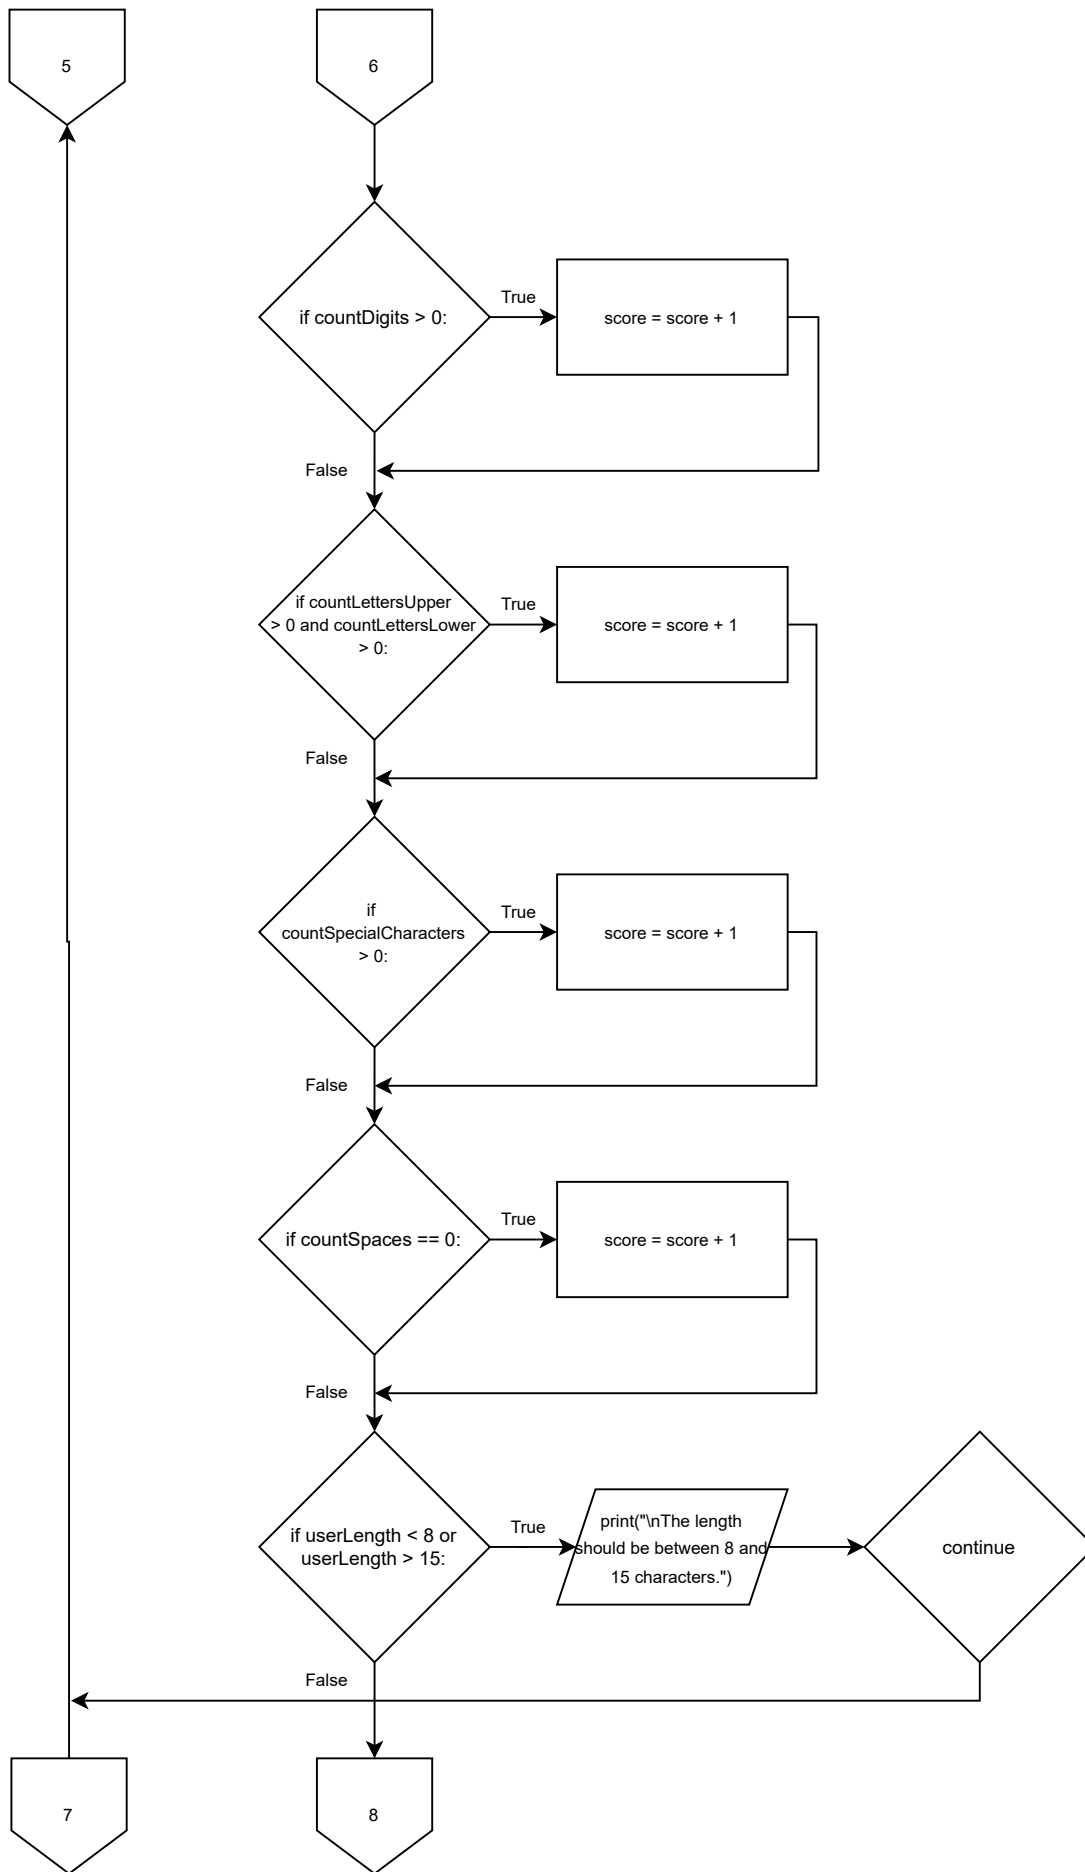 5
6
if countDigits > 0:
True
score = score + 1
False
if countLettersUpper
> 0 and countLettersLower
> 0:
True
score = score + 1
False
if
countSpecialCharacters
> 0:
True
score = score + 1
False
if countSpaces == 0:
True
score = score + 1
False
if userLength < 8 or
userLength > 15:
True
print("\nThe length
should be between 8 and
15 characters.")
continue
False
7
8